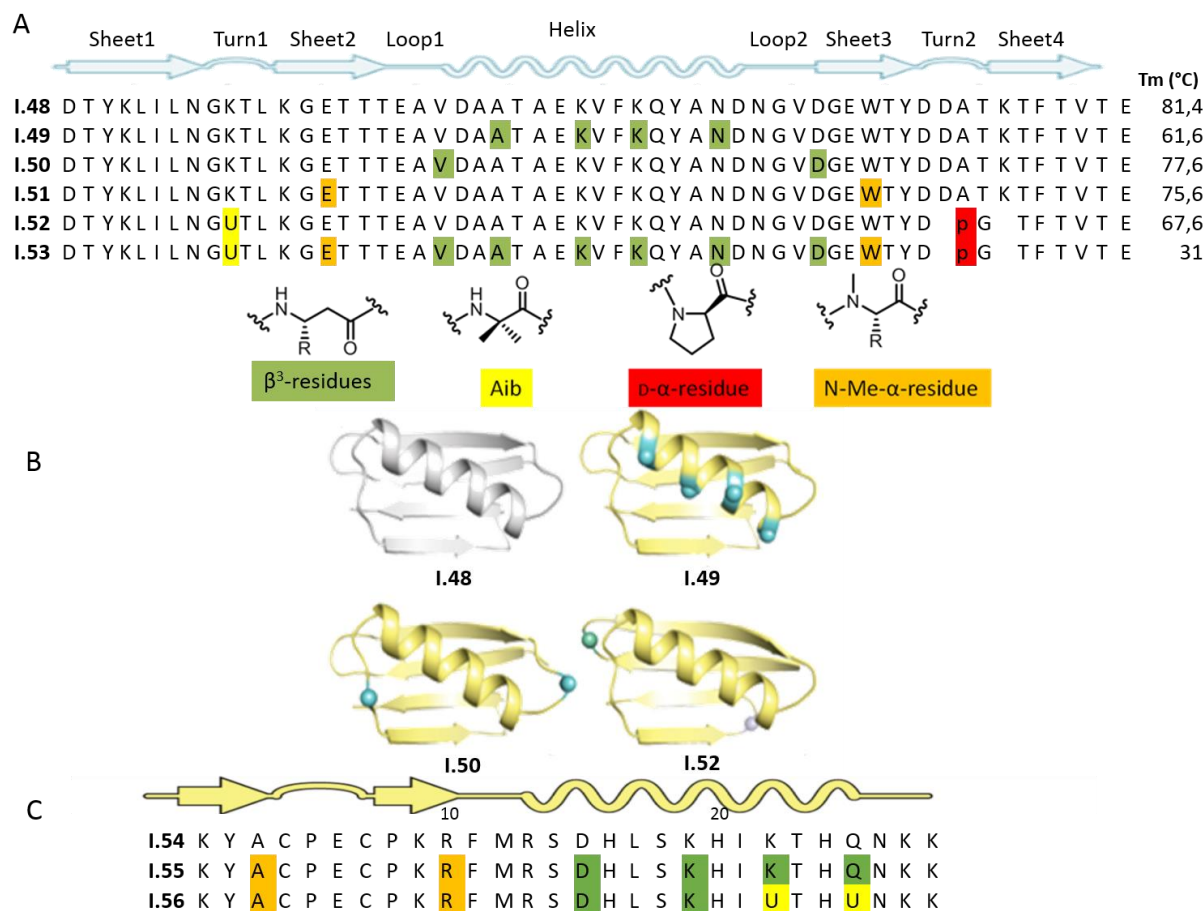 A
Sheet1 Turn1 Sheet2 Loop1 Helix Loop2 Sheet3 Turn2 Sheet4
Tm (°C)
I.48 D T Y K L I L N G K T L K G E T T T E A V D A A T A E K V F K Q Y A N D N G V D G E W T Y D D A T K T F T V T E 81,4
I.49 D T Y K L I L N G K T L K G E T T T E A V D A A T A E K V F K Q Y A N D N G V D G E W T Y D D A T K T F T V T E 61,6
I.50 D T Y K L I L N G K T L K G E T T T E A V D A A T A E K V F K Q Y A N D N G V D G E W T Y D D A T K T F T V T E 77,6
I.51 D T Y K L I L N G K T L K G E T T T E A V D A A T A E K V F K Q Y A N D N G V D G E W T Y D D A T K T F T V T E 75,6
I.52 D T Y K L I L N G U T L K G E T T T E A V D A A T A E K V F K Q Y A N D N G V D G E W T Y D p G T F T V T E 67,6
I.53 D T Y K L I L N G U T L K G E T T T E A V D A A T A E K V F K Q Y A N D N G V D G E W T Y D p G T F T V T E 31
H N R O
H N O
N O
N R O
β³-residues Aib D-α-residue N-Me-α-residue
B
I.48 I.49
I.50 I.52
C
10 20
I.54 K Y A C P E C P K R F M R S D H L S K H I K T H Q N K K
I.55 K Y A C P E C P K R F M R S D H L S K H I K T H Q N K K
I.56 K Y A C P E C P K R F M R S D H L S K H I U T H U N K K